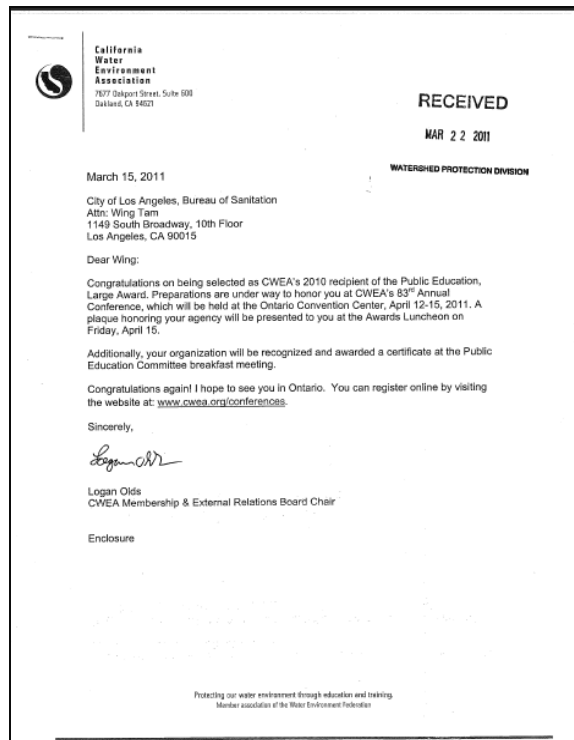 California
Water
Environment
Association
7677 Oakport Street, Suite 600
Oakland, CA 94621
RECEIVED
MAR 22 2011
WATERSHED PROTECTION DIVISION
March 15, 2011
City of Los Angeles, Bureau of Sanitation
Attn: Wing Tam
1149 South Broadway, 10th Floor
Los Angeles, CA 90015
Dear Wing:
Congratulations on being selected as CWEA's 2010 recipient of the Public Education,
Large Award. Preparations are under way to honor you at CWEA's 83rd Annual
Conference, which will be held at the Ontario Convention Center, April 12-15, 2011. A
plaque honoring your agency will be presented to you at the Awards Luncheon on
Friday, April 15.
Additionally, your organization will be recognized and awarded a certificate at the Public
Education Committee breakfast meeting.
Congratulations again! I hope to see you in Ontario. You can register online by visiting
the website at: www.cwea.org/conferences.
Sincerely,
Logan Olds
CWEA Membership & External Relations Board Chair
Enclosure
Protecting our water environment through education and training.
Member association of the Water Environment Federation